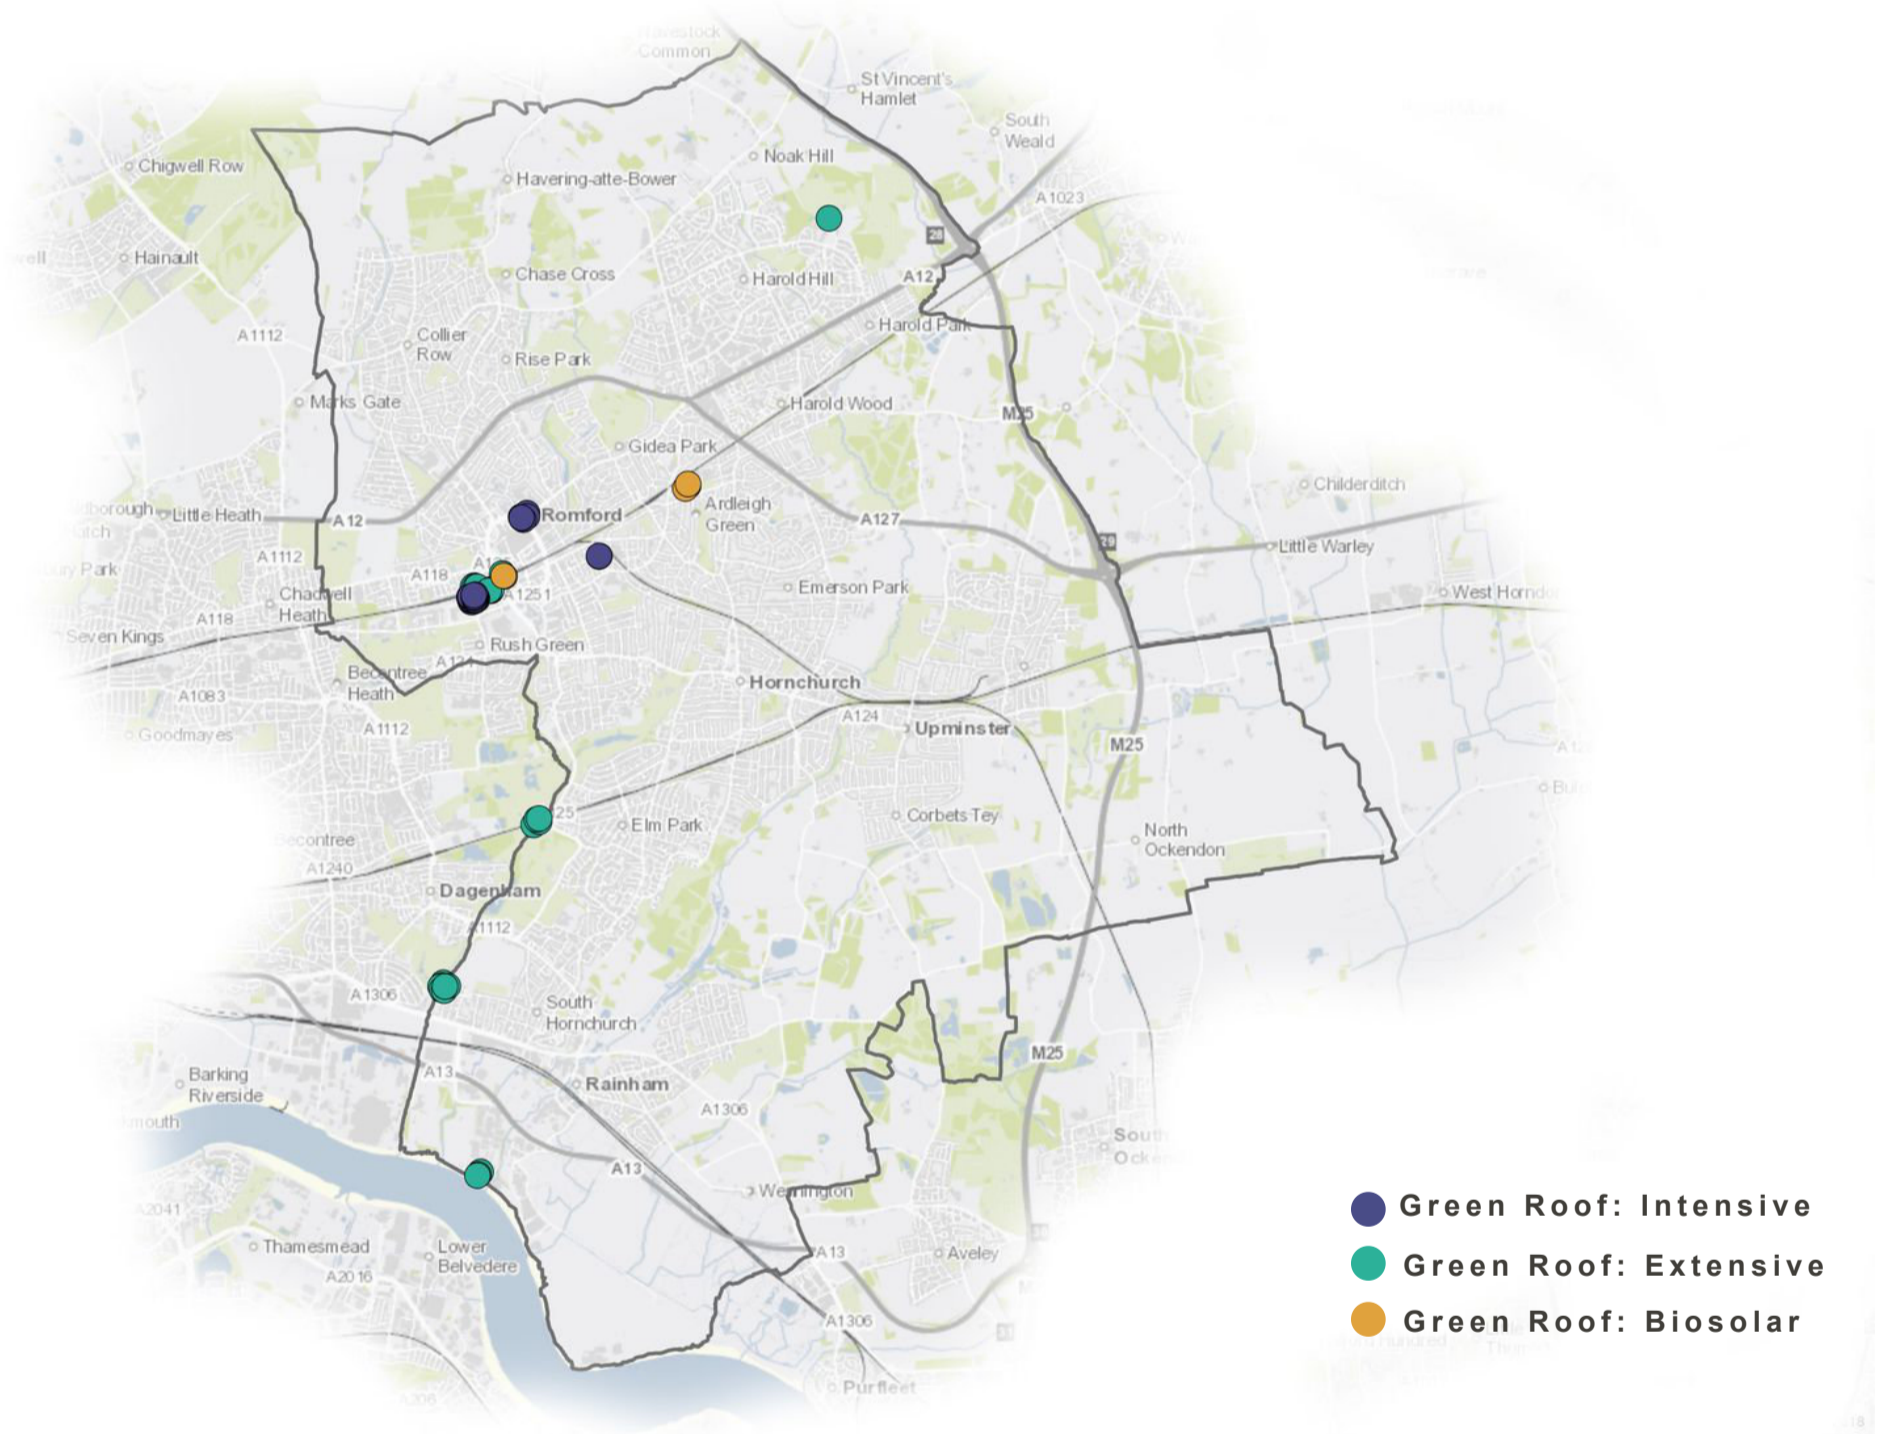 Common
St Vincent's
Hamlet
South
Weald
Noak Hill
Chigwell Row
Havering-atte-Bower
A1023
28
Hainault
Chase Cross
Harold Hill
A12
A1112
Collier
Row
Harold Park
Rise Park
Marks Gate
Harold Wood
M25
Gidea Park
Childerditch
Ardleigh
Green
Little Heath
A12
Romford
A127
29
Little Warley
A1112
A118
Chadwell
Heath
A1251
Emerson Park
West Horndo
A118
Seven Kings
Rush Green
Becontree
Heath
A1083
Hornchurch
A124
Upminster
A1112
Goodmayes
M25
Elm Park
Corbets Tey
North
Ockendon
Becontree
A1240
Dagenham
A1112
A1306
South
Hornchurch
M25
A13
Barking
Riverside
Rainham
A1306
A13
Wennington
A2041
Thamesmead
Lower
Belvedere
A2016
A13
Aveley
A1306
Purfleet
Green Roof: Intensive
Green Roof: Extensive
Green Roof: Biosolar